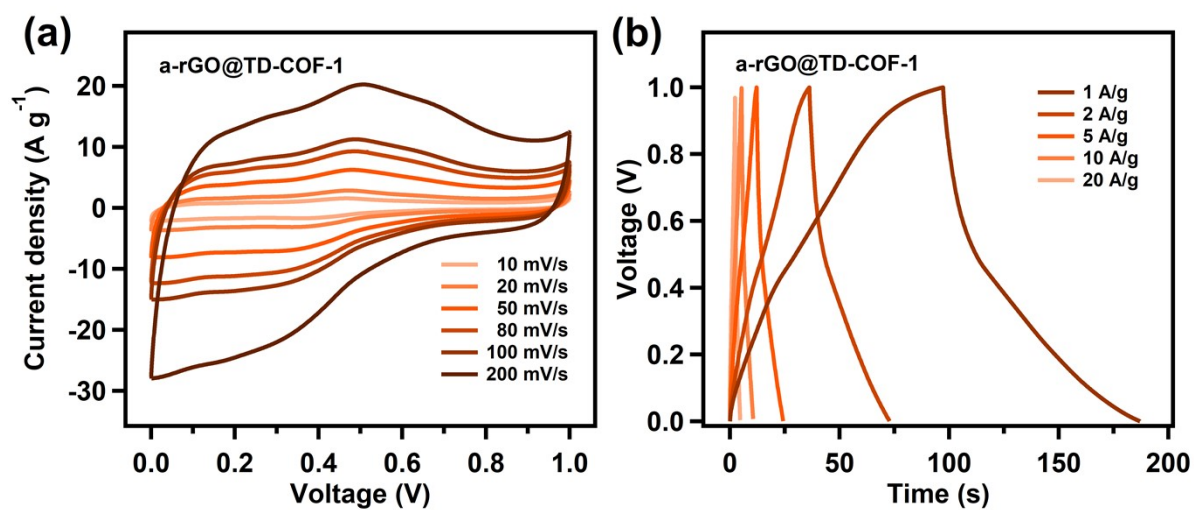 (a)
a-rGO@TD-COF-1
Current density (A g⁻¹)
20
10
0
-10
-20
-30
10 mV/s
20 mV/s
50 mV/s
80 mV/s
100 mV/s
200 mV/s
0.0 0.2 0.4 0.6 0.8 1.0
Voltage (V)
(b)
a-rGO@TD-COF-1
Voltage (V)
1.0
0.8
0.6
0.4
0.2
0.0
1 A/g
2 A/g
5 A/g
10 A/g
20 A/g
0 50 100 150 200
Time (s)